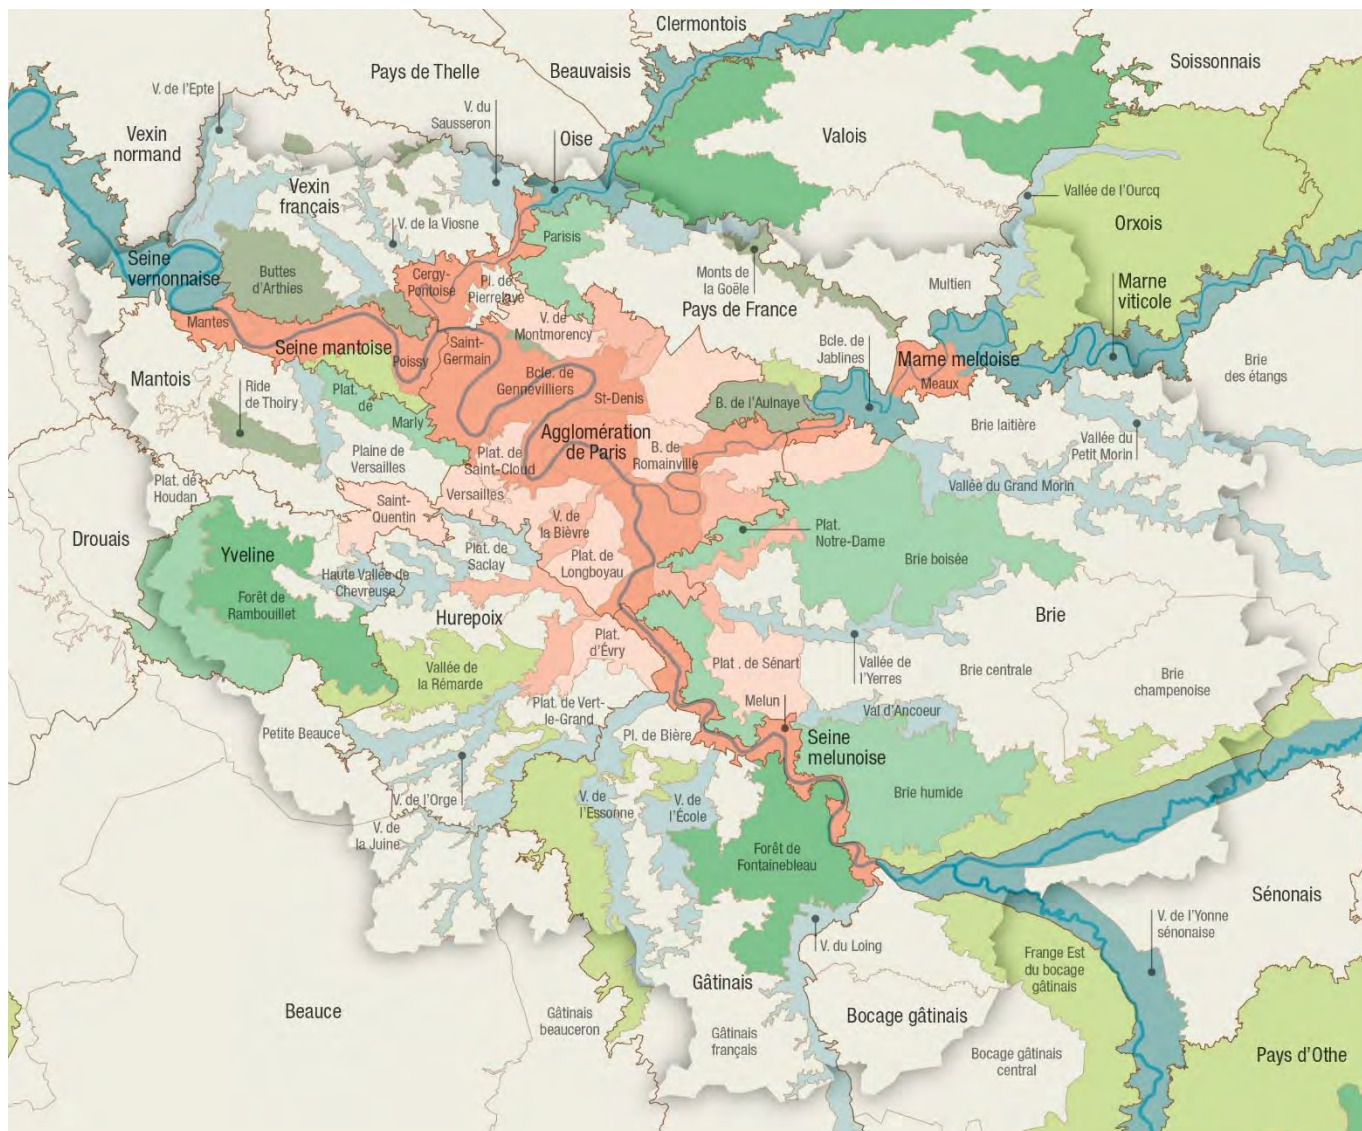 Clermontois
Pays de Thelle
Beauvaisis
Soissonnais
V. de l'Epte
V. du
Sausseron
Vexin
normand
Oise
Valois
Vexin
français
Vallée de l'Ourcq
V. de la Viosne
Orxois
Parisis
Seine
vernonnaise
Buttes
d'Arthies
Cergy-
Pontoise
Pl. de
Pierrelaye
Monts de
la Goële
Multien
Marne
viticole
Pays de France
Mantes
V. de
Montmorency
Seine mantoise
Saint-
Germain
Poissy
Bcle. de
Jablines
Marne meldoise
Meaux
Brie
des étangs
Mantois
Ride
de Thoiry
Plat.
de
Marly
Bcle. de
Gennevilliers
St-Denis
B. de l'Aulnaye
Brie laitière
Agglomération
de Paris
B. de
Romainville
Vallée du
Petit Morin
Plaine de
Versailles
Plat. de
Saint-Cloud
Plat. de
Houdan
Versailles
Vallée du Grand Morin
Saint-
Quentin
V. de
la Bièvre
Plat.
Notre-Dame
Drouais
Yveline
Plat. de
Saclay
Plat. de
Longboyau
Brie boisée
Haute Vallée de
Chevreuse
Forêt de
Rambouillet
Hurepoix
Brie
Plat.
d'Évry
Vallée de
la Rémarde
Plat. de Sénart
Vallée de
l'Yerres
Brie centrale
Brie
champenoise
Plat. de Vert-
le-Grand
Melun
Val d'Ancoeur
Petite Beauce
Pl. de Bière
Seine
melunoise
V. de l'Orge
V. de
l'Essonne
V. de
l'École
Brie humide
V. de
la Juine
Forêt de
Fontainebleau
Sénonais
V. de l'Yonne
sénonaise
V. du Loing
Frange Est
du bocage
gâtinais
Gâtinais
Beauce
Gâtinais
beauceron
Bocage gâtinais
Gâtinais
français
Bocage gâtinais
central
Pays d'Othe